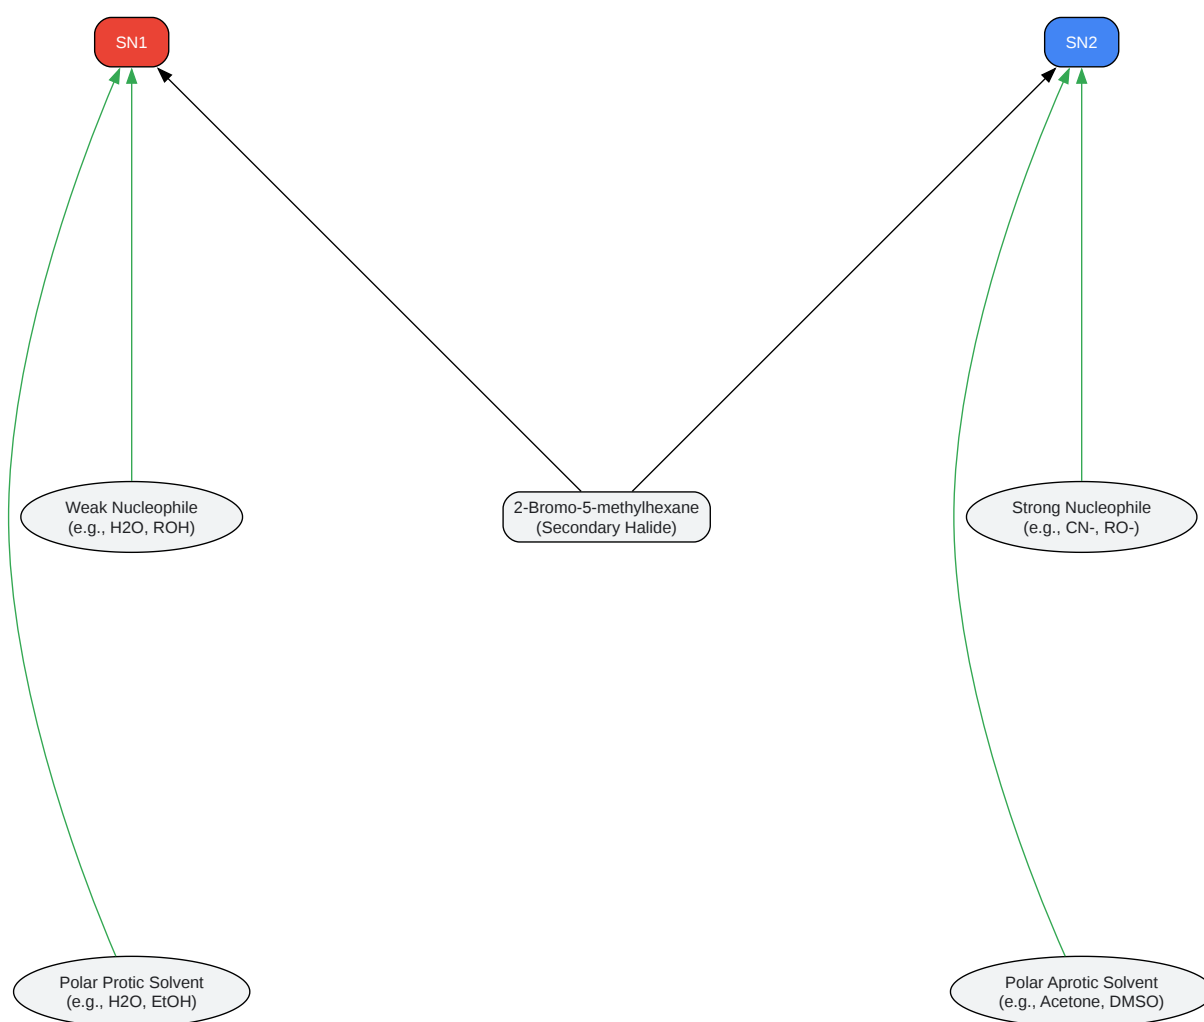 SN1
SN2
Weak Nucleophile
(e.g., H2O, ROH)
2-Bromo-5-methylhexane
(Secondary Halide)
Strong Nucleophile
(e.g., CN-, RO-)
Polar Protic Solvent
(e.g., H2O, EtOH)
Polar Aprotic Solvent
(e.g., Acetone, DMSO)